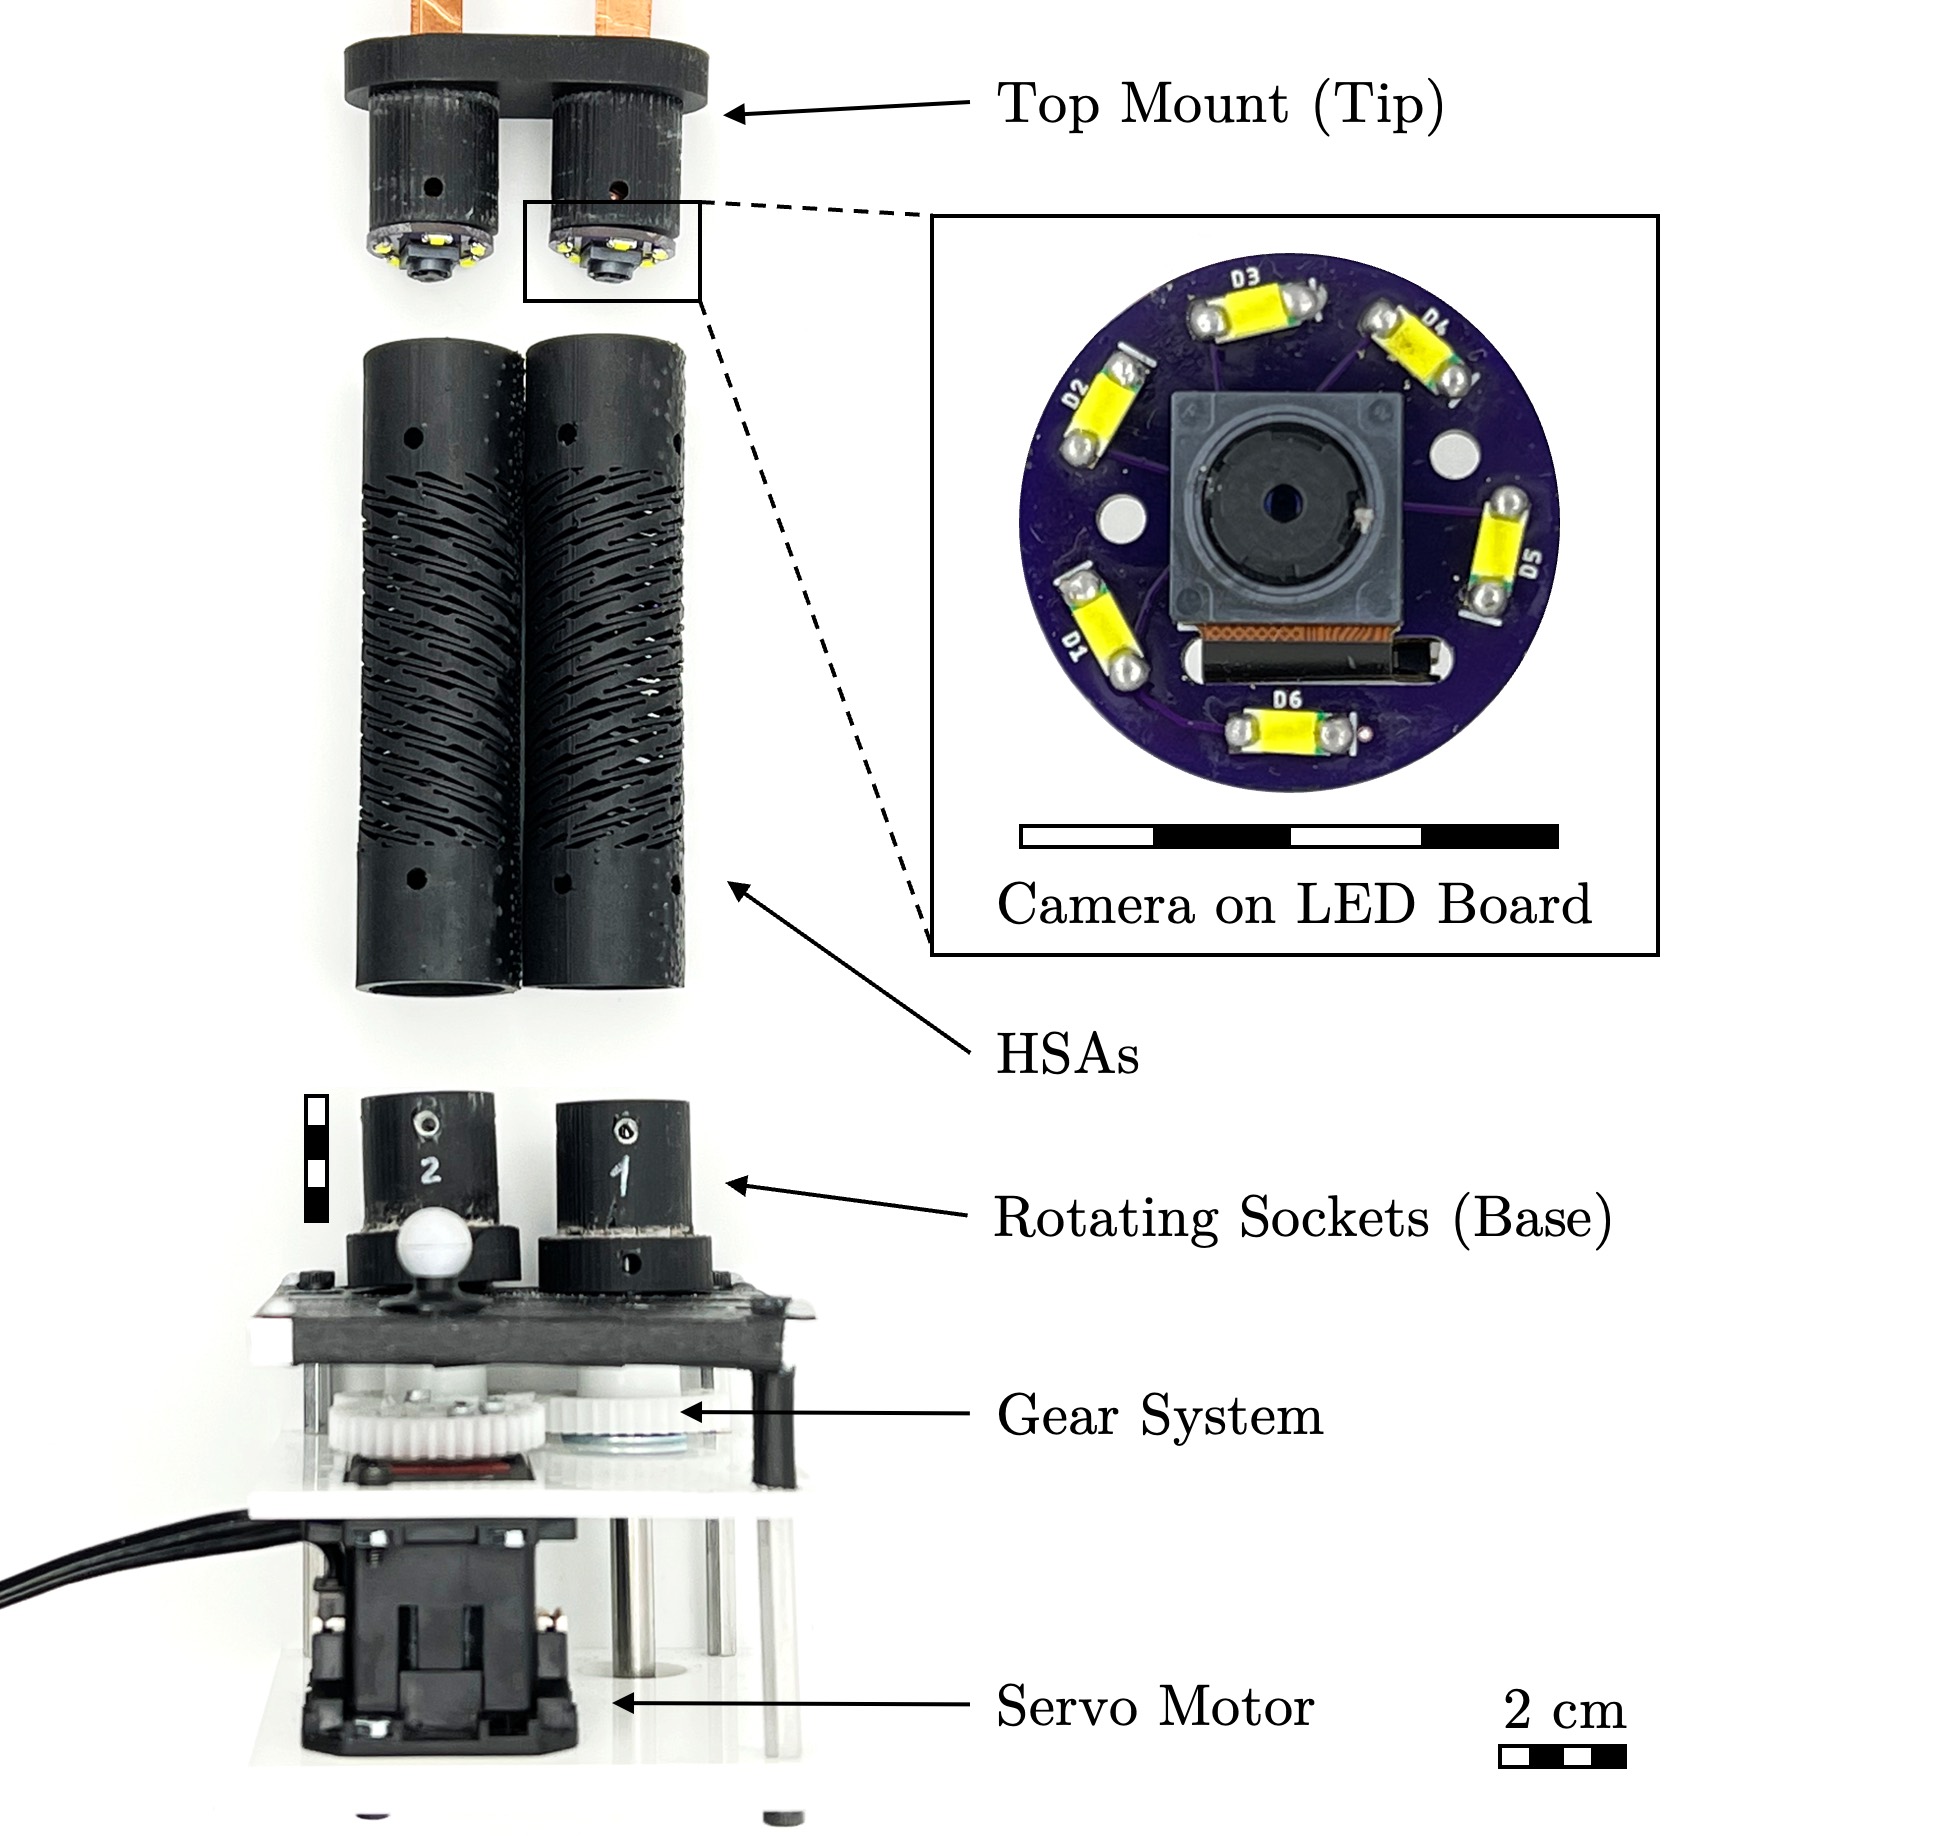 Top Mount (Tip)
D3
D4
D2
D5
D1
D6
Camera on LED Board
HSAs
2
1
Rotating Sockets (Base)
Gear System
Servo Motor
2 cm